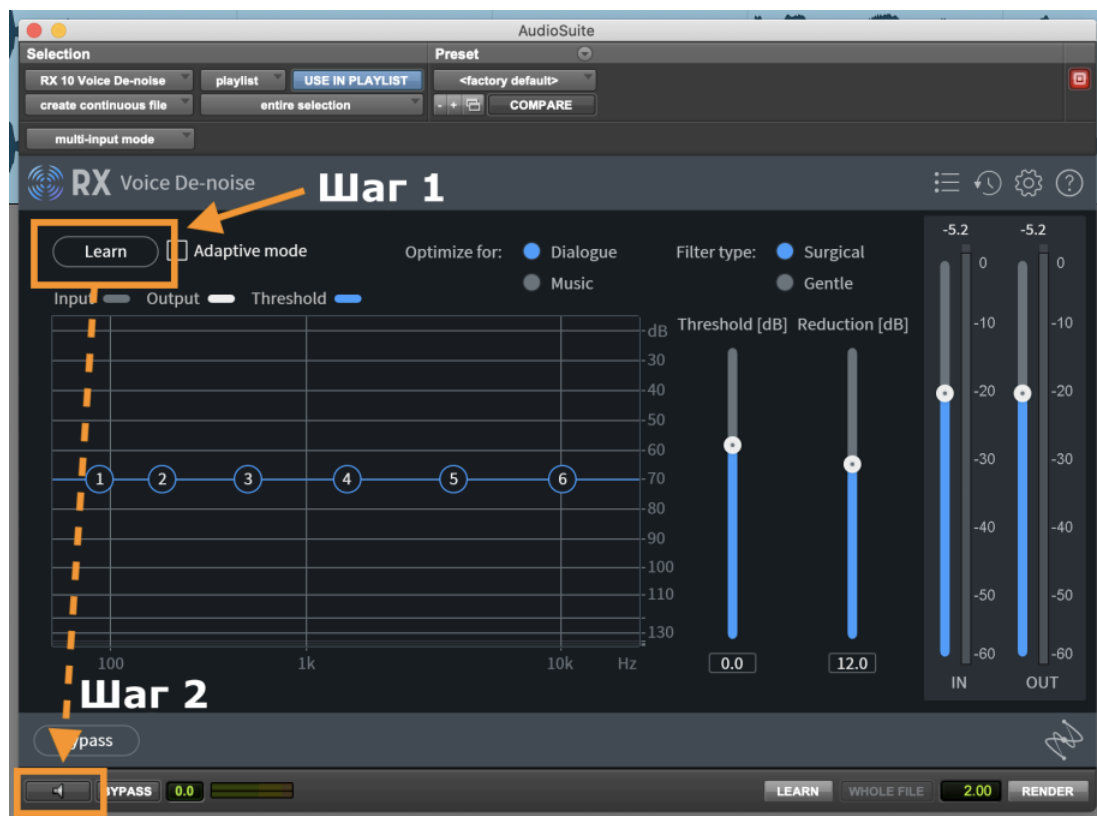 AudioSuite
Selection Preset
RX 10 Voice De-noise playlist USE IN PLAYLIST <factory default>
create continuous file entire selection - + COMPARE
multi-input mode
RX Voice De-noise Шаг 1
-5.2 -5.2
Learn Adaptive mode Optimize for: Dialogue Filter type: Surgical
Music Gentle
Input Output Threshold
Threshold [dB] Reduction [dB]
-dB
-30
-40
-50
-60
1 2 3 4 5 6 -70
-80
-90
-100
-110
-130
100 1k 10k Hz
0.0 12.0
0 0
-10 -10
-20 -20
-30 -30
-40 -40
-50 -50
-60 -60
IN OUT
Шаг 2
ypass
BYPASS 0.0 LEARN WHOLE FILE 2.00 RENDER